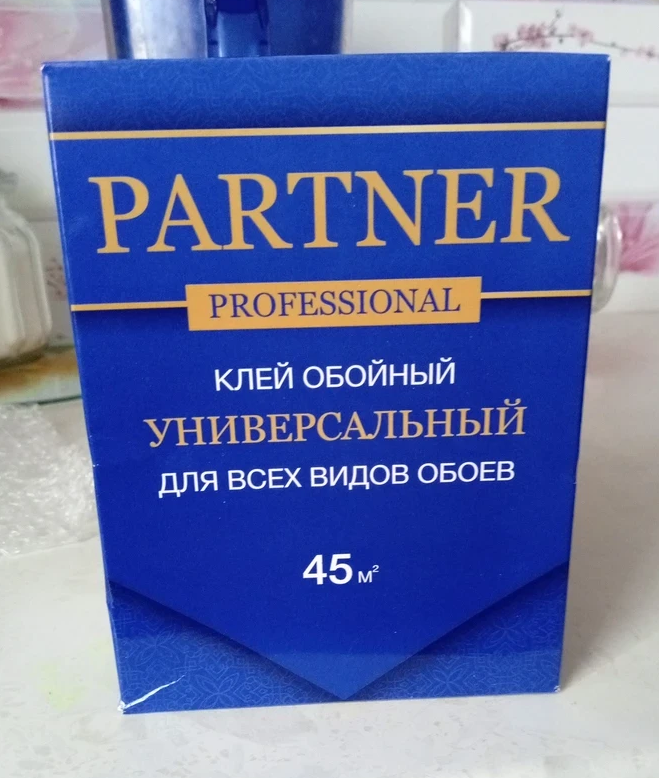 PARTNER
PROFESSIONAL
КЛЕЙ ОБОЙНЫЙ
УНИВЕРСАЛЬНЫЙ
ДЛЯ ВСЕХ ВИДОВ ОБОЕВ
45 м²